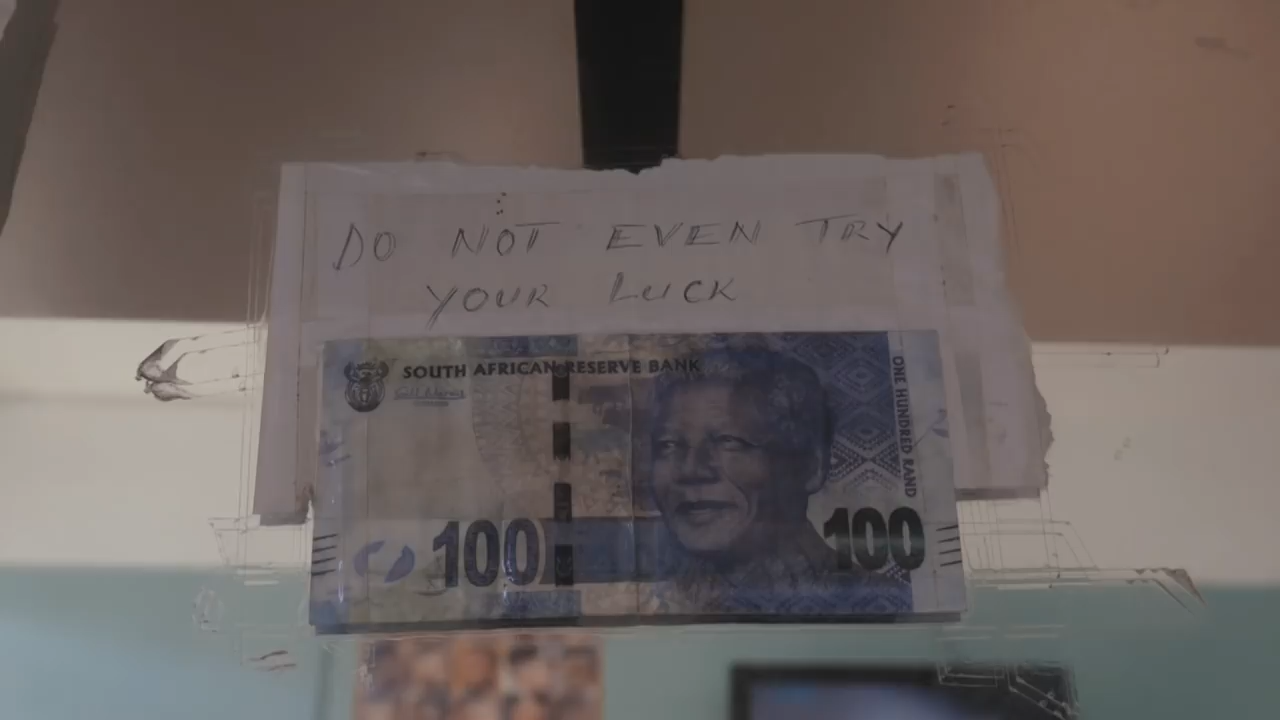 DO NOT EVEN TRY
YOUR LUCK
SOUTH AFRICAN RESERVE BANK
ONE HUNDRED RAND
100
100